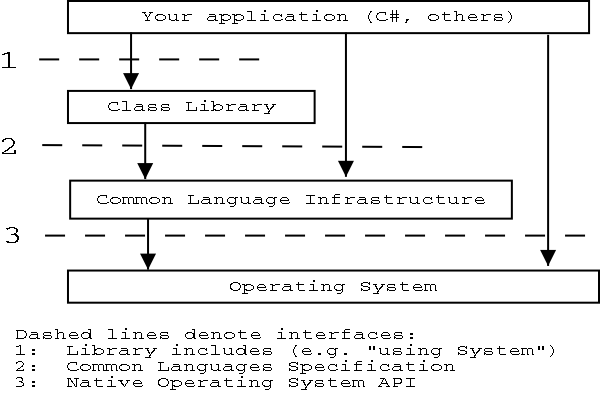 Your application (C#, others)
1
Class Library
2
Common Language Infrastructure
3
Operating System
Dashed lines denote interfaces:
1: Library includes (e.g. "using System")
2: Common Languages Specification
3: Native Operating System API